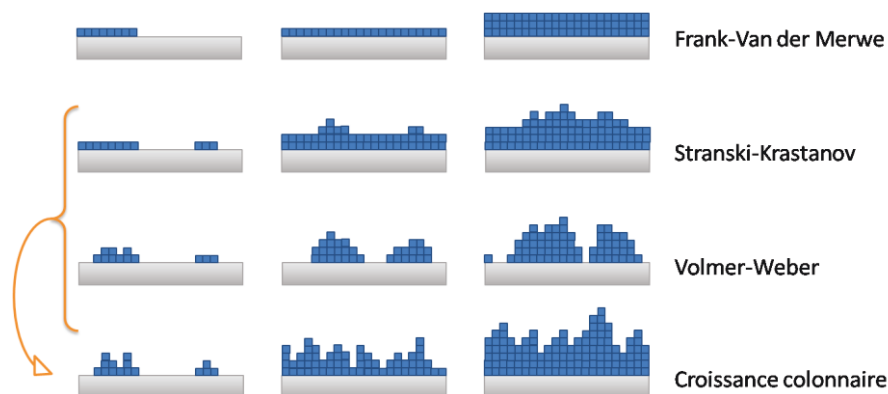 Frank-Van der Merwe
Stranski-Krastanov
Volmer-Weber
Croissance colonnaire